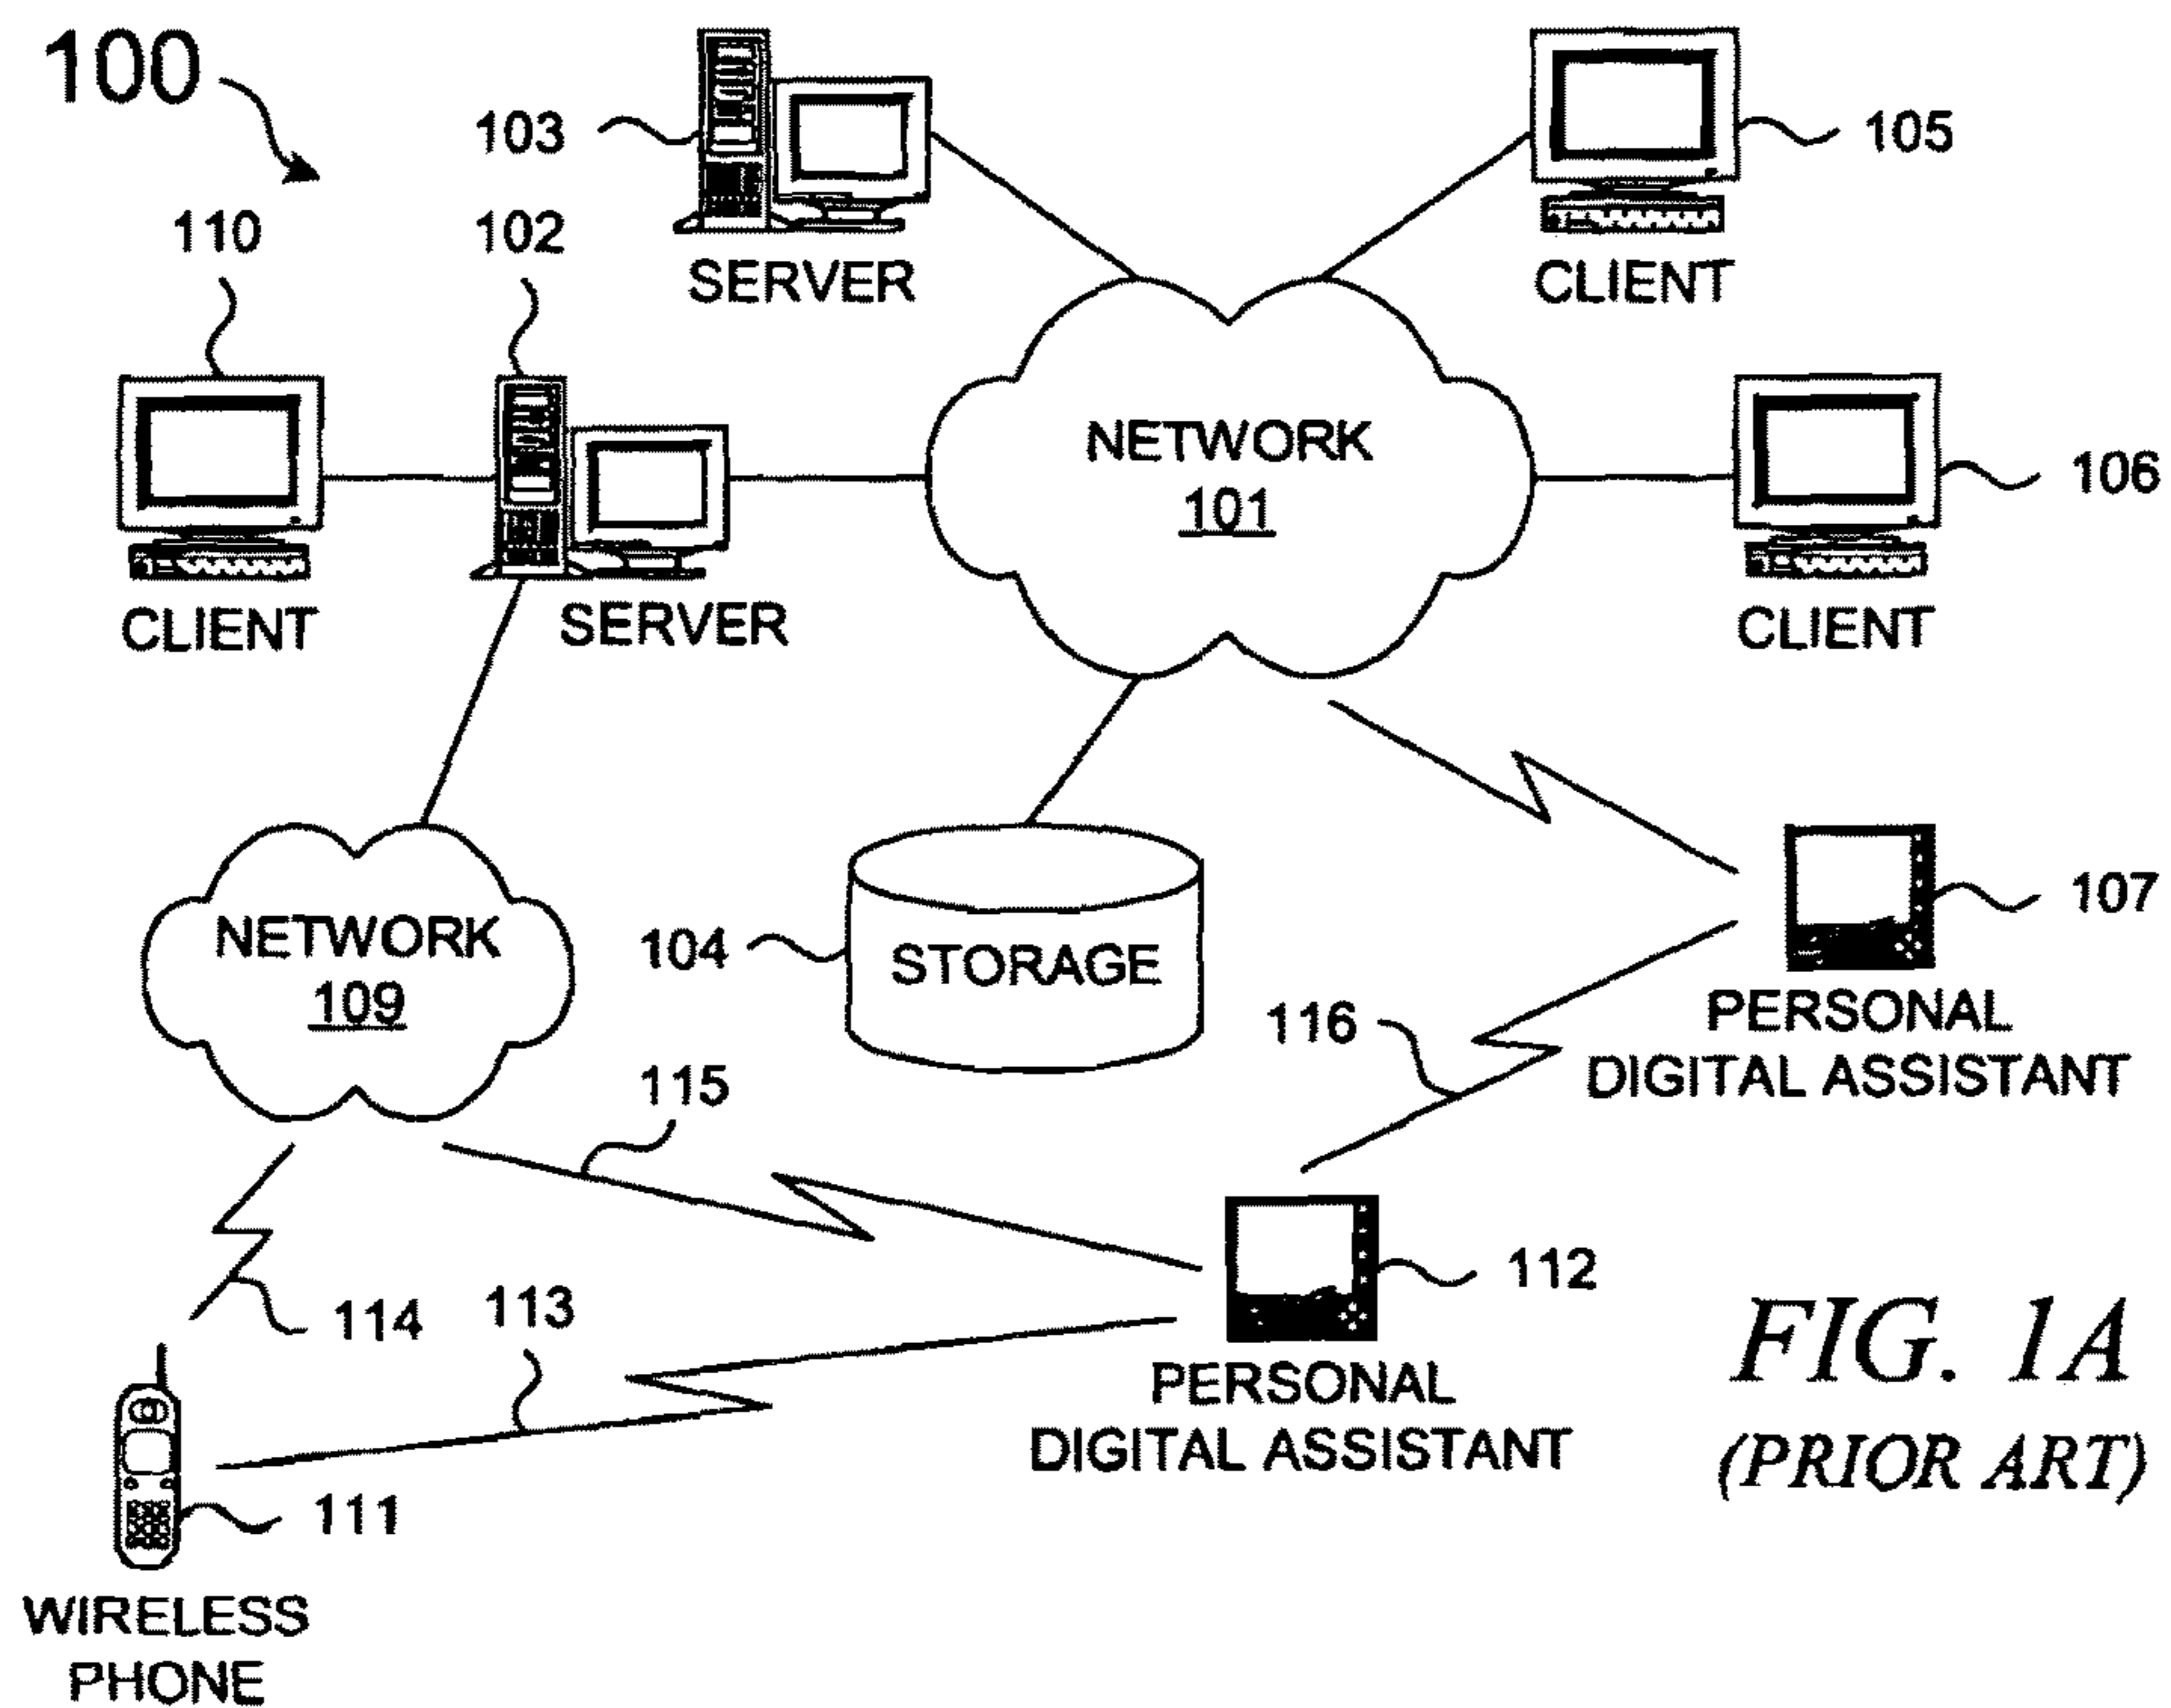 100
103
105
110
102
SERVER
CLIENT
NETWORK
101
106
CLIENT
SERVER
CLIENT
107
NETWORK
109
104
STORAGE
116
PERSONAL
DIGITAL ASSISTANT
115
112
114
113
PERSONAL
DIGITAL ASSISTANT
FIG. 1A
(PRIOR ART)
111
WIRELESS
PHONE